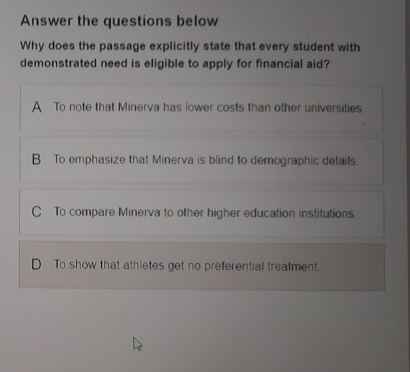 Answer the questions below
Why does the passage explicitly state that every student with
demonstrated need is eligible to apply for financial aid?
A To note that Minerva has lower costs than other universities.
B To emphasize that Minerva is blind to demographic details.
C To compare Minerva to other higher education institutions.
D To show that athletes get no preferential treatment.